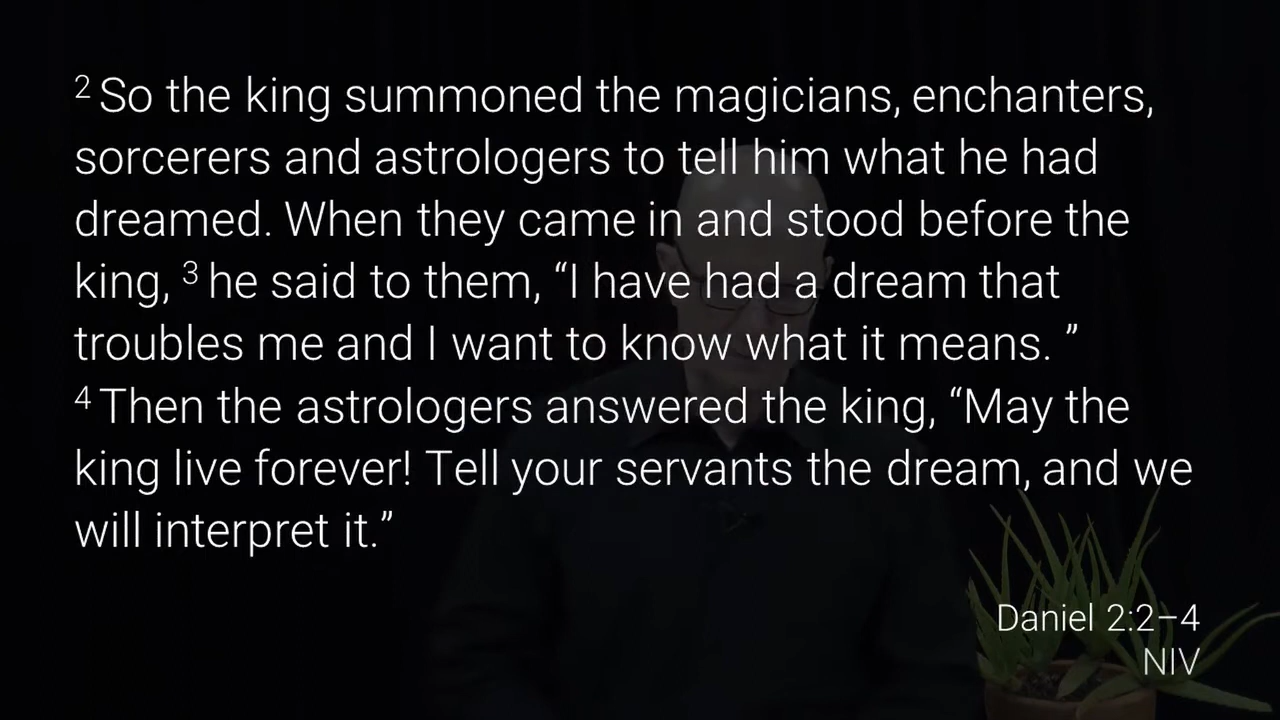 2 So the king summoned the magicians, enchanters,
sorcerers and astrologers to tell him what he had
dreamed. When they came in and stood before the
king, 3 he said to them, “I have had a dream that
troubles me and I want to know what it means. ”
4 Then the astrologers answered the king, “May the
king live forever! Tell your servants the dream, and we
will interpret it.”
Daniel 2:2–4
NIV